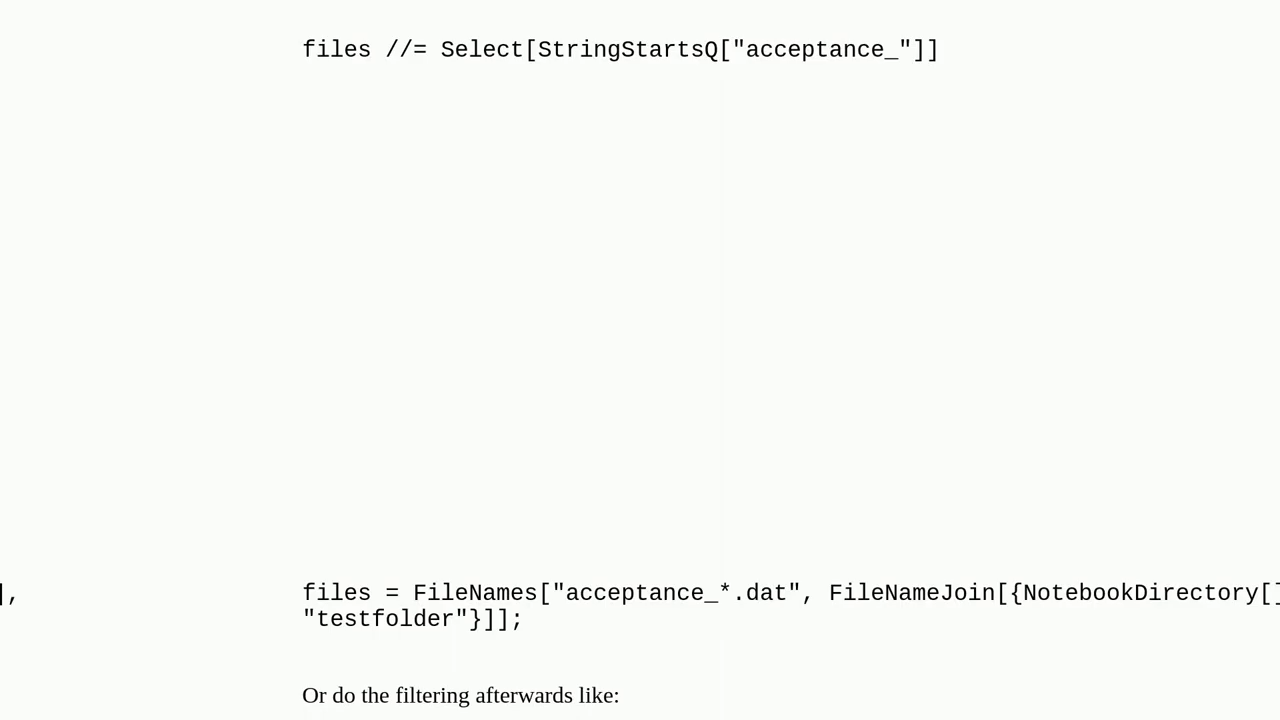 files //= Select[StringStartsQ["acceptance_"]]
],
files = FileNames["acceptance_*.dat", FileNameJoin[{NotebookDirectory[]
"testfolder"}]];
Or do the filtering afterwards like: